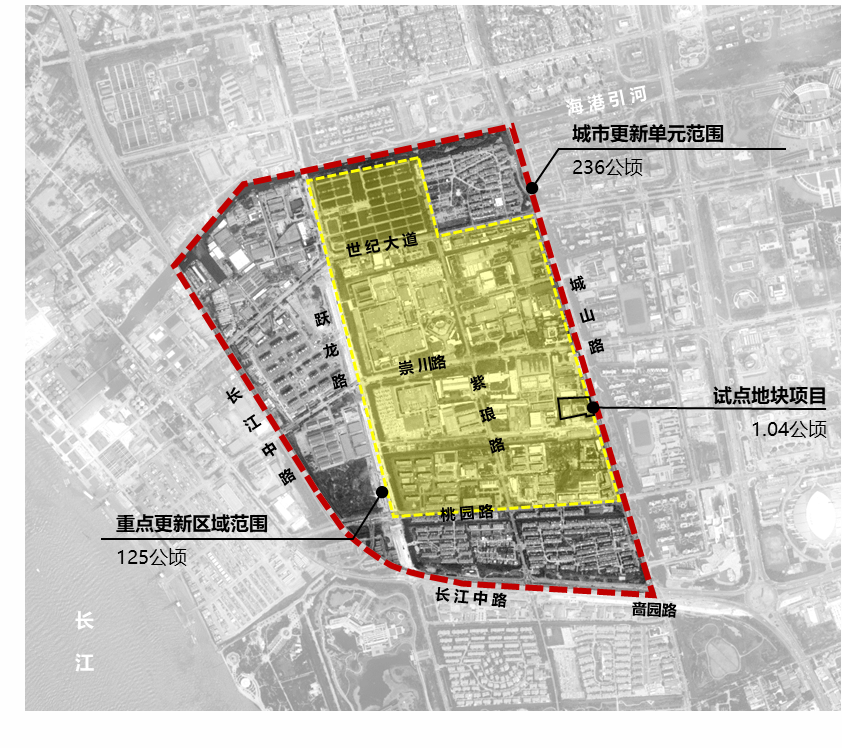 海港引河
城市更新单元范围
236公顷
世纪大道
城山路
跃龙路
崇川路
紫琅路
试点地块项目
1.04公顷
长江中路
重点更新区域范围
125公顷
桃园路
长江中路
啬园路
长江